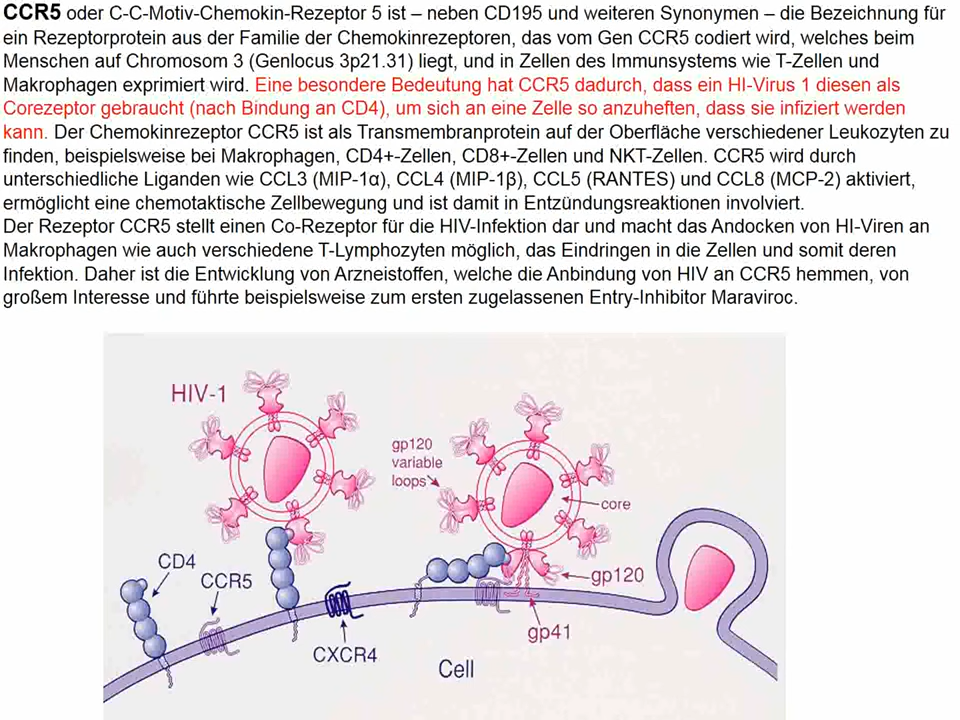 CCR5 oder C-C-Motiv-Chemokin-Rezeptor 5 ist – neben CD195 und weiteren Synonymen – die Bezeichnung für
ein Rezeptorprotein aus der Familie der Chemokinrezeptoren, das vom Gen CCR5 codiert wird, welches beim
Menschen auf Chromosom 3 (Genlocus 3p21.31) liegt, und in Zellen des Immunsystems wie T-Zellen und
Makrophagen exprimiert wird. Eine besondere Bedeutung hat CCR5 dadurch, dass ein HI-Virus 1 diesen als
Corezeptor gebraucht (nach Bindung an CD4), um sich an eine Zelle so anzuheften, dass sie infiziert werden
kann. Der Chemokinrezeptor CCR5 ist als Transmembranprotein auf der Oberfläche verschiedener Leukozyten zu
finden, beispielsweise bei Makrophagen, CD4+-Zellen, CD8+-Zellen und NKT-Zellen. CCR5 wird durch
unterschiedliche Liganden wie CCL3 (MIP-1α), CCL4 (MIP-1β), CCL5 (RANTES) und CCL8 (MCP-2) aktiviert,
ermöglicht eine chemotaktische Zellbewegung und ist damit in Entzündungsreaktionen involviert.
Der Rezeptor CCR5 stellt einen Co-Rezeptor für die HIV-Infektion dar und macht das Andocken von HI-Viren an
Makrophagen wie auch verschiedene T-Lymphozyten möglich, das Eindringen in die Zellen und somit deren
Infektion. Daher ist die Entwicklung von Arzneistoffen, welche die Anbindung von HIV an CCR5 hemmen, von
großem Interesse und führte beispielsweise zum ersten zugelassenen Entry-Inhibitor Maraviroc.
HIV-1
gp120
variable
loops
core
CD4
CCR5
gp120
gp41
CXCR4
Cell